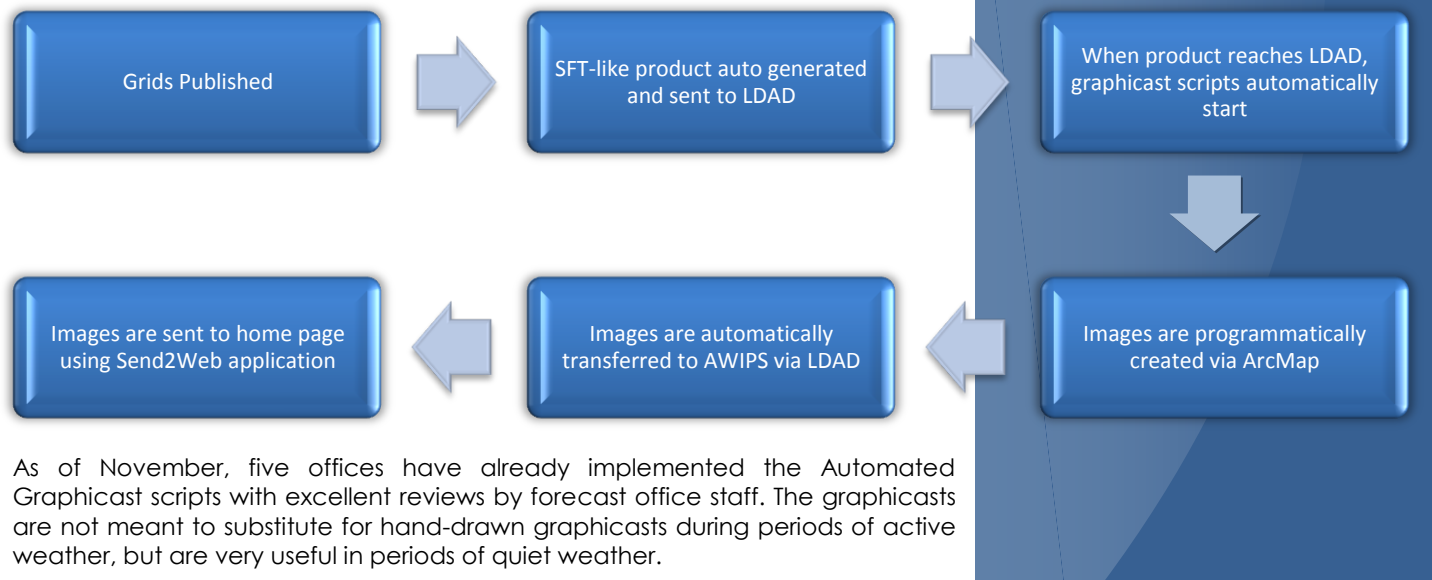 Grids Published
SFT-like product auto generated
and sent to LDAD
When product reaches LDAD,
graphicast scripts automatically
start
Images are programmatically
created via ArcMap
Images are automatically
transferred to AWIPS via LDAD
Images are sent to home page
using Send2Web application
As of November, five offices have already implemented the Automated
Graphicast scripts with excellent reviews by forecast office staff. The graphicasts
are not meant to substitute for hand-drawn graphicasts during periods of active
weather, but are very useful in periods of quiet weather.